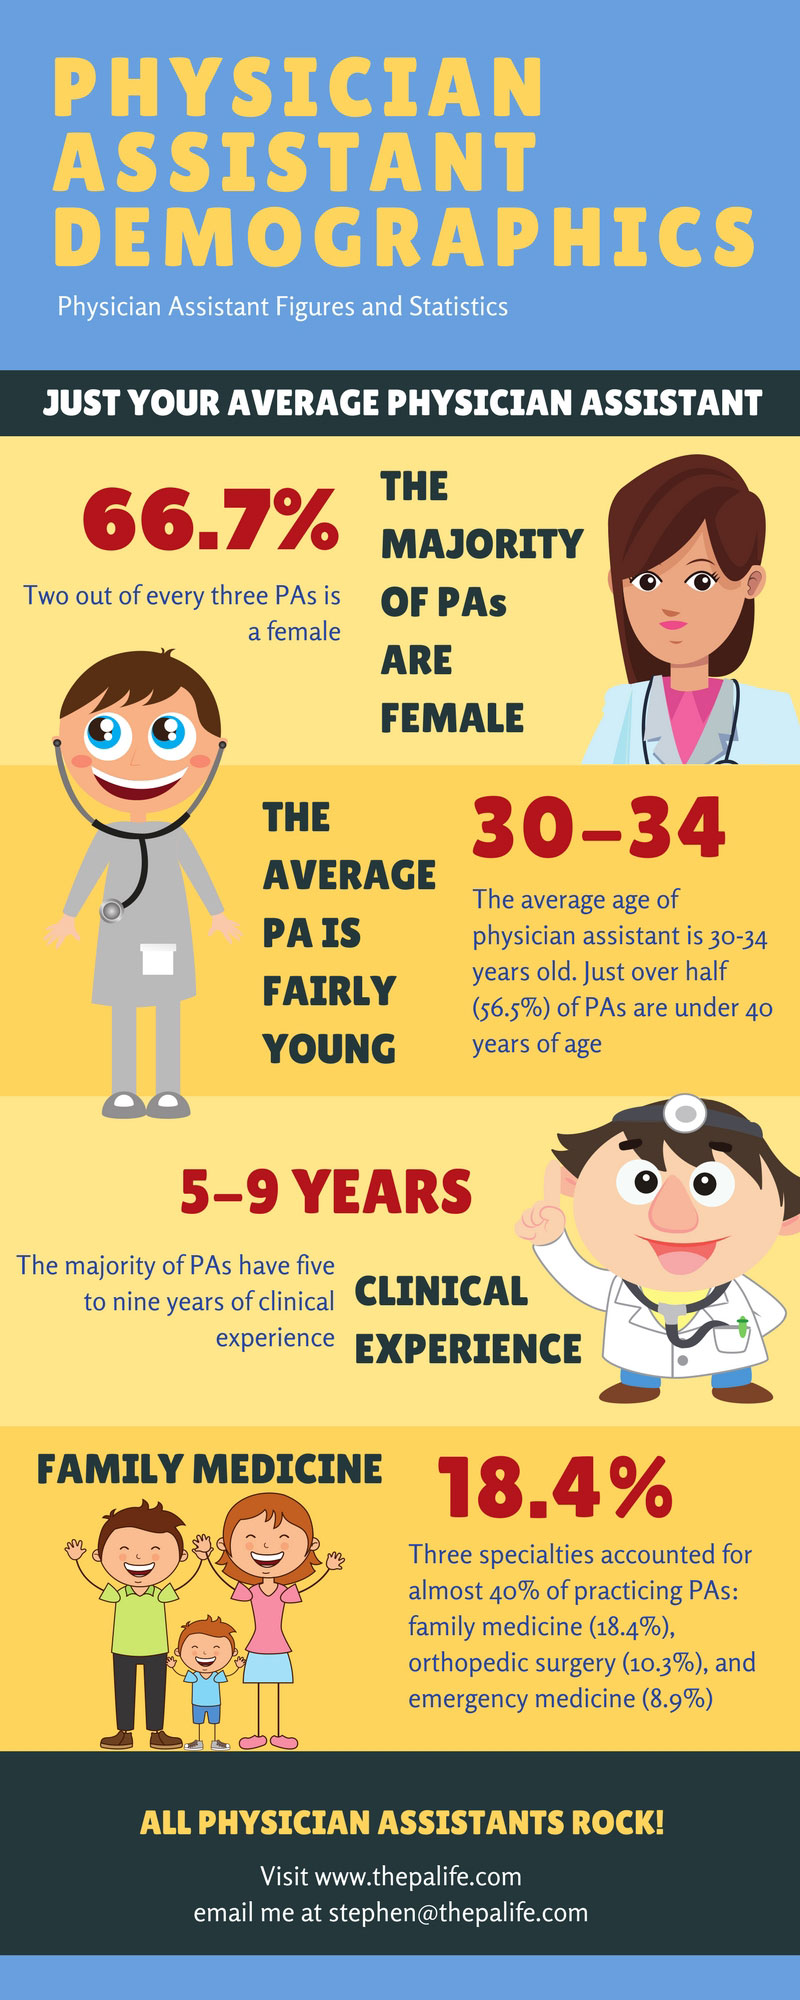 PHYSICIAN
ASSISTANT
DEMOGRAPHICS
Physician Assistant Figures and Statistics
JUST YOUR AVERAGE PHYSICIAN ASSISTANT
66.7%
Two out of every three PAs is
a female
THE
MAJORITY
OF PAs
ARE
FEMALE
THE
AVERAGE
PA IS
FAIRLY
YOUNG
30–34
The average age of
physician assistant is 30-34
years old. Just over half
(56.5%) of PAs are under 40
years of age
5–9 YEARS
The majority of PAs have five
to nine years of clinical
experience
CLINICAL
EXPERIENCE
FAMILY MEDICINE
18.4%
Three specialties accounted for
almost 40% of practicing PAs:
family medicine (18.4%),
orthopedic surgery (10.3%), and
emergency medicine (8.9%)
ALL PHYSICIAN ASSISTANTS ROCK!
Visit www.thepalife.com
email me at stephen@thepalife.com